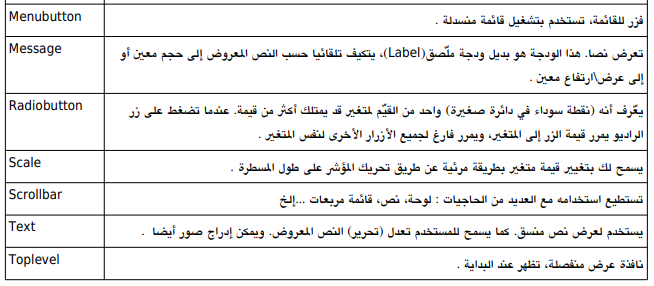 Menubutton
فزر للقائمة، تستخدم بتشغيل قائمة منسدلة .
Message
تعرض نصا. هذا الودجة هو بديل ودجة ملّصق(Label)، يتكيف تلقائيا حسب النص المعروض إلى حجم معين أو
إلى عرض\ارتفاع معين .
Radiobutton
يعّرف أنه (نقطة سوداء في دائرة صغيرة) واحد من القيّم لمتغير قد يمتلك أكثر من قيمة. عندما تضغط على زر
الراديو يمرر قيمة الزر إلى المتغير، ويمرر فارغ لجميع الأزرار الأخرى لنفس المتغير .
Scale
يسمح لك بتغيير قيمة متغير بطريقة مرئية عن طريق تحريك المؤشر على طول المسطرة .
Scrollbar
تستطيع استخدامه مع العديد من الحاجيات : لوحة، نص، قائمة مربعات ...إلخ
Text
يستخدم لعرض نص منسق. كما يسمح للمستخدم تعدل (تحرير) النص المعروض. ويمكن إدراج صور أيضا .
Toplevel
نافذة عرض منفصلة، تظهر عند البداية .